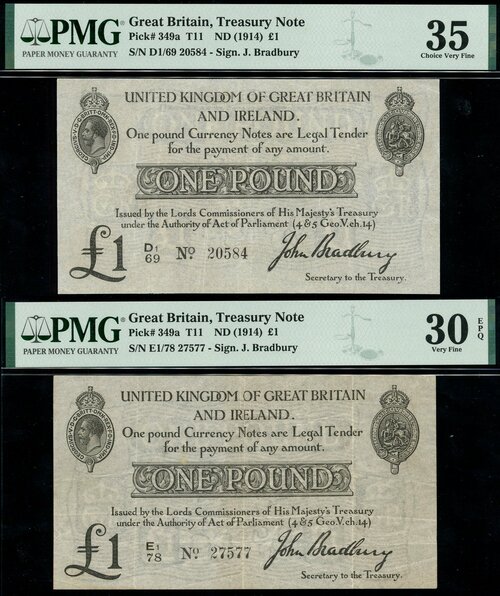 PMG
PAPER MONEY GUARANTY
Great Britain, Treasury Note
Pick# 349a T11 ND (1914) £1
S/N D1/69 20584 - Sign. J. Bradbury
35
Choice Very Fine
UNITED KINGDOM OF GREAT BRITAIN
AND IRELAND.
One pound Currency Notes are Legal Tender
for the payment of any amount.
ONE POUND
Issued by the Lords Commissioners of His Majesty's Treasury
under the Authority of Act of Parliament (4 & 5 Geo.V. ch.14)
£1
D1/69 No. 20584
John Bradbury
Secretary to the Treasury.
PMG
PAPER MONEY GUARANTY
Great Britain, Treasury Note
Pick# 349a T11 ND (1914) £1
S/N E1/78 27577 - Sign. J. Bradbury
30 EPQ
Very Fine
UNITED KINGDOM OF GREAT BRITAIN
AND IRELAND.
One pound Currency Notes are Legal Tender
for the payment of any amount.
ONE POUND
Issued by the Lords Commissioners of His Majesty's Treasury
under the Authority of Act of Parliament (4 & 5 Geo.V. ch.14)
£1
E1/78 No. 27577
John Bradbury
Secretary to the Treasury.